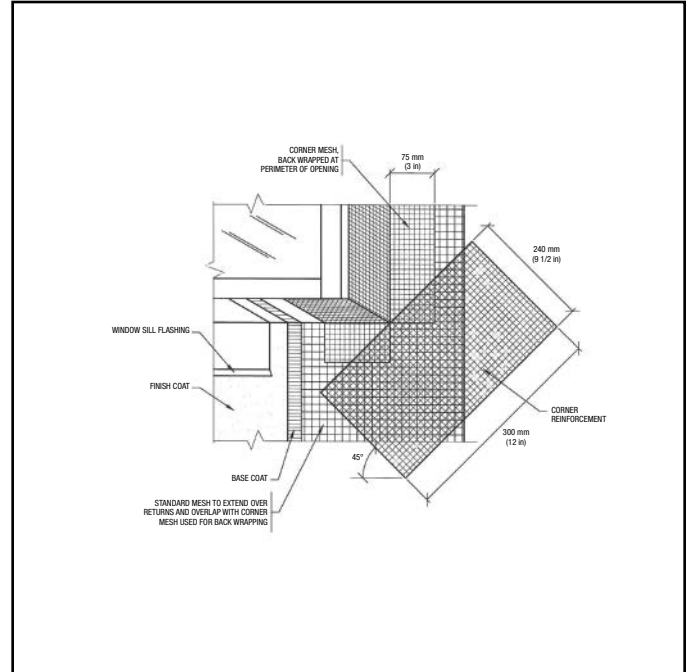 CORNER MESH,
BACK WRAPPED AT
PERIMETER OF OPENING
75 mm
(3 in)
240 mm
(9 1/2 in)
WINDOW SILL FLASHING
FINISH COAT
CORNER
REINFORCEMENT
300 mm
(12 in)
45°
BASE COAT
STANDARD MESH TO EXTEND OVER
RETURNS AND OVERLAP WITH CORNER
MESH USED FOR BACK WRAPPING